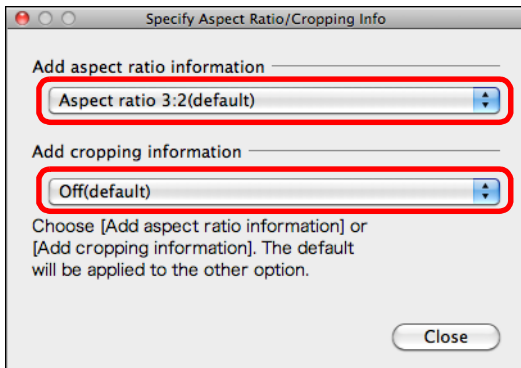 Specify Aspect Ratio/Cropping Info
Add aspect ratio information
Aspect ratio 3:2(default)
Add cropping information
Off(default)
Choose [Add aspect ratio information] or
[Add cropping information]. The default
will be applied to the other option.
Close